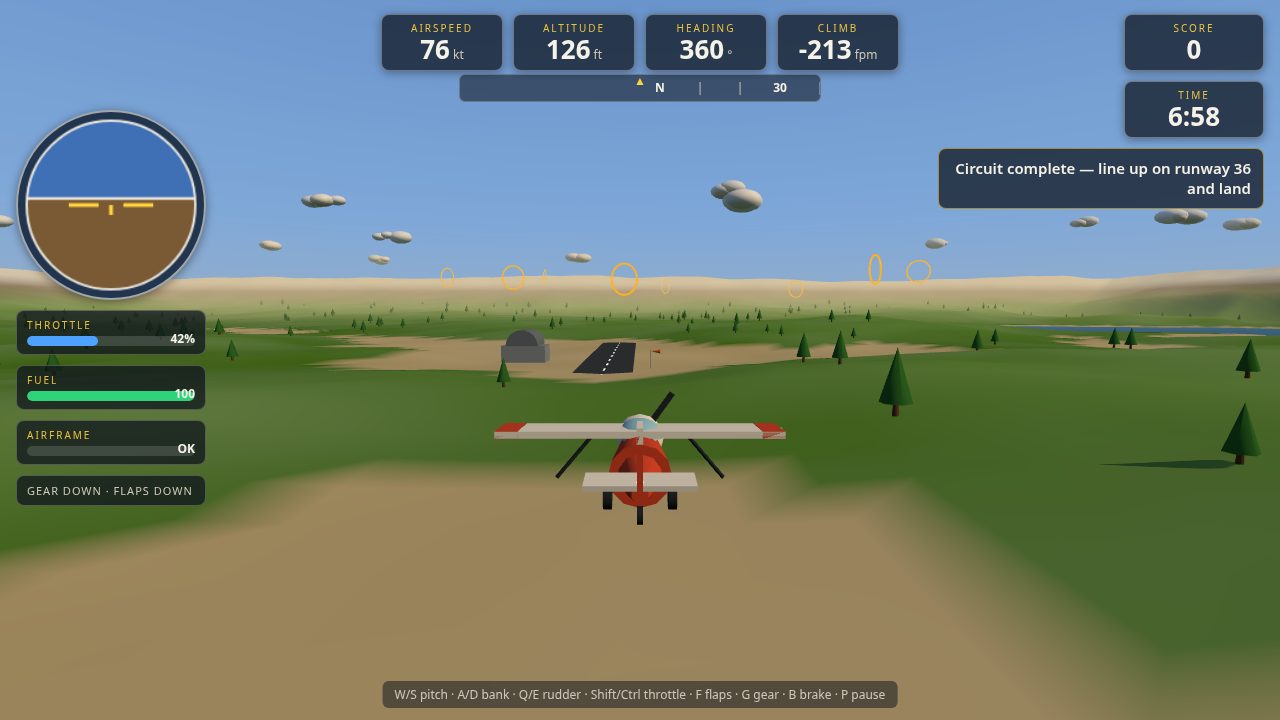 AIRSPEED
76 kt
ALTITUDE
126 ft
HEADING
360 °
CLIMB
-213 fpm
N | | 30
SCORE
0
TIME
6:58
Circuit complete — line up on runway 36
and land
THROTTLE
42%
FUEL
100
AIRFRAME
OK
GEAR DOWN · FLAPS DOWN
W/S pitch · A/D bank · Q/E rudder · Shift/Ctrl throttle · F flaps · G gear · B brake · P pause